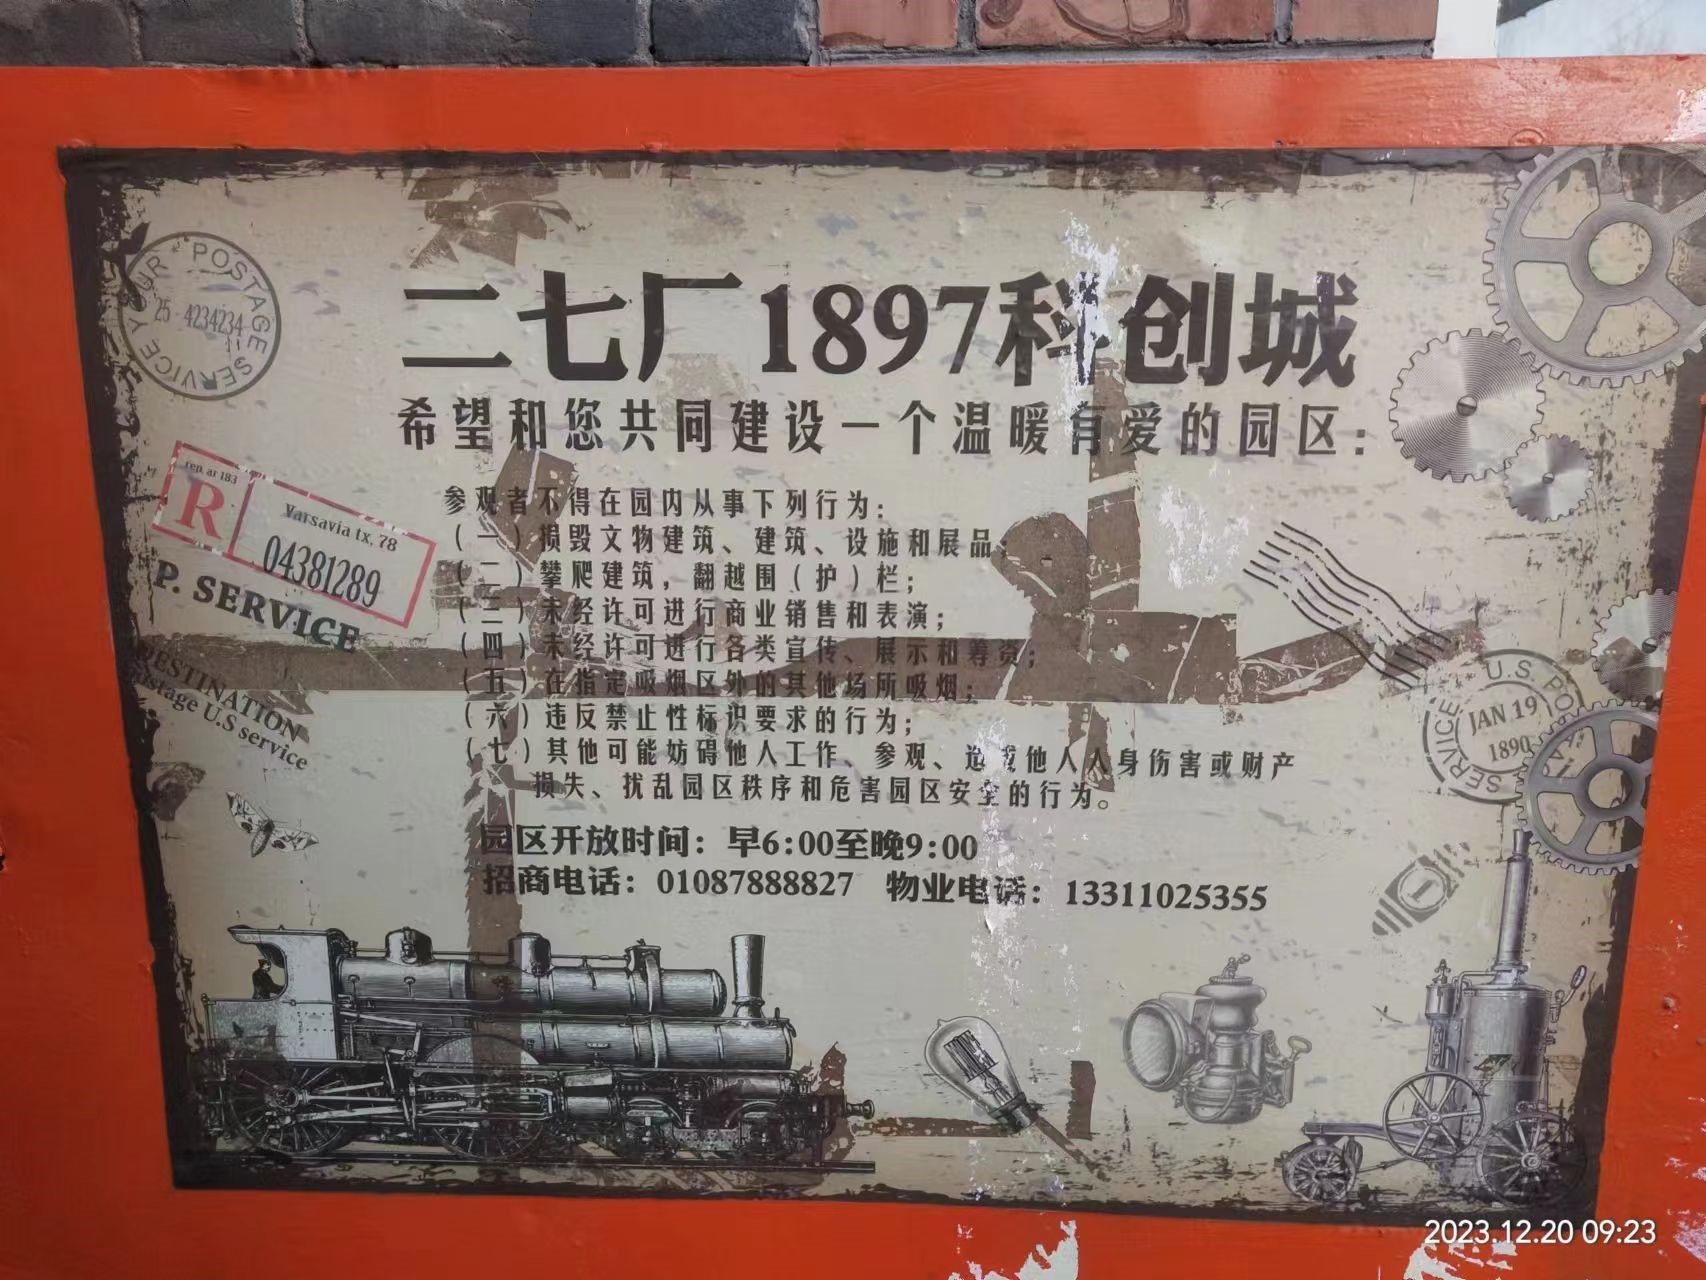 二七厂1897科创城
希望和您共同建设一个温暖有爱的园区：
参观者不得在园内从事下列行为：
（一）损毁文物建筑、建筑、设施和展品；
（二）攀爬建筑，翻越围（护）栏；
（三）未经许可进行商业销售和表演；
（四）未经许可进行各类宣传、展示和筹资；
（五）在指定吸烟区外的其他场所吸烟；
（六）违反禁止性标识要求的行为；
（七）其他可能妨碍他人工作、参观、造成他人人身伤害或财产
损失、扰乱园区秩序和危害园区安全的行为。
园区开放时间：早6:00至晚9:00
招商电话：01087888827 物业电话：13311025355
YOUR POSTAGE SERVICE
25 - 4234234
rep. ar 183
R
Varsavia tx. 78
04381289
P. SERVICE
DESTINATION
postage U.S service
U.S. PO
SERVICE
JAN 19
1890
2023.12.20 09:23